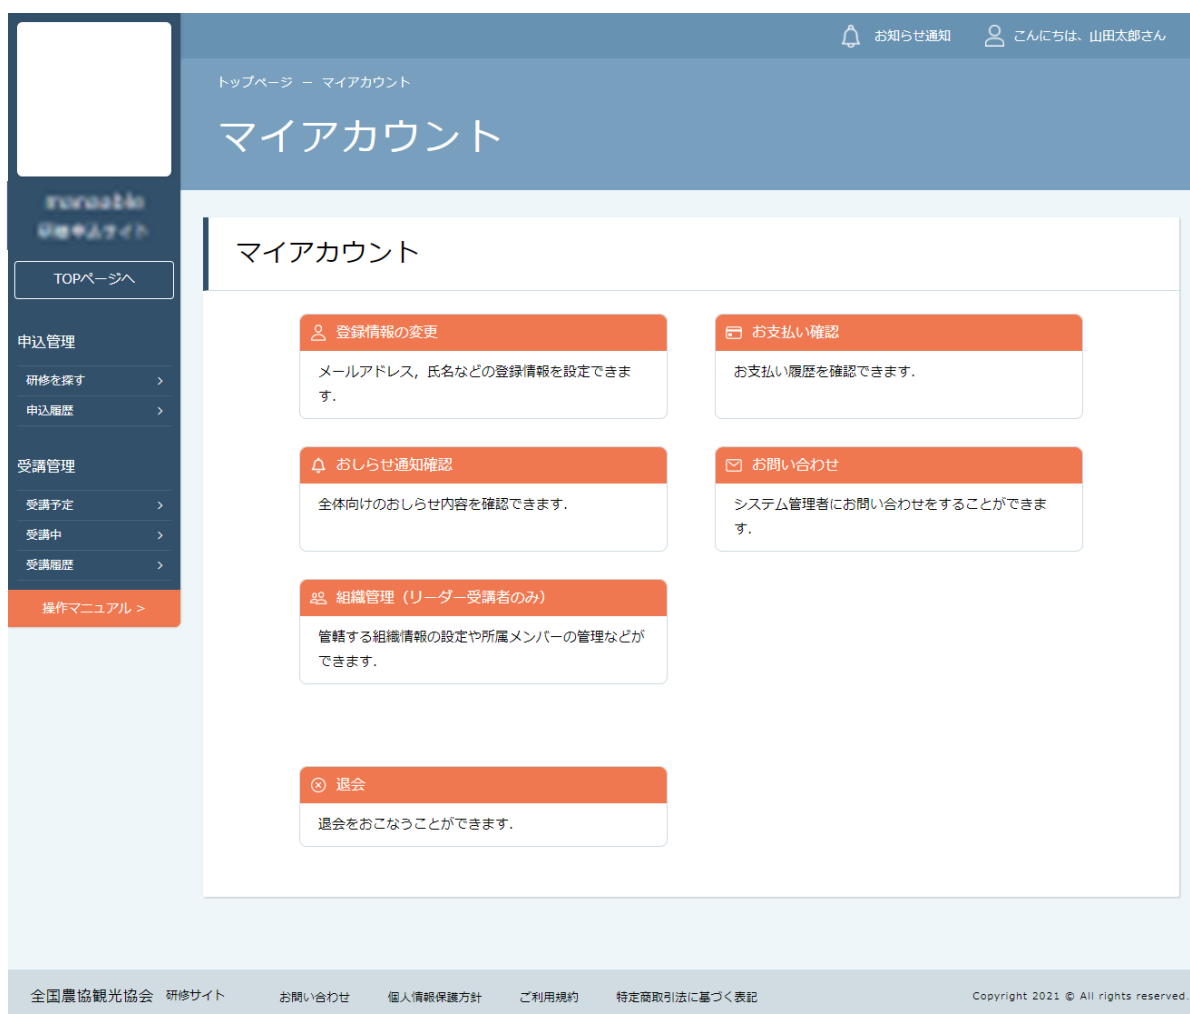 お知らせ通知
こんにちは、山田太郎さん
トップページ － マイアカウント
マイアカウント
TOPページへ
申込管理
研修を探す
申込履歴
受講管理
受講予定
受講中
受講履歴
操作マニュアル >
マイアカウント
登録情報の変更
メールアドレス，氏名などの登録情報を設定できま
す．
お支払い確認
お支払い履歴を確認できます．
おしらせ通知確認
全体向けのおしらせ内容を確認できます．
お問い合わせ
システム管理者にお問い合わせをすることができま
す．
組織管理（リーダー受講者のみ）
管轄する組織情報の設定や所属メンバーの管理などが
できます．
退会
退会をおこなうことができます．
全国農協観光協会 研修サイト
お問い合わせ
個人情報保護方針
ご利用規約
特定商取引法に基づく表記
Copyright 2021 © All rights reserved.